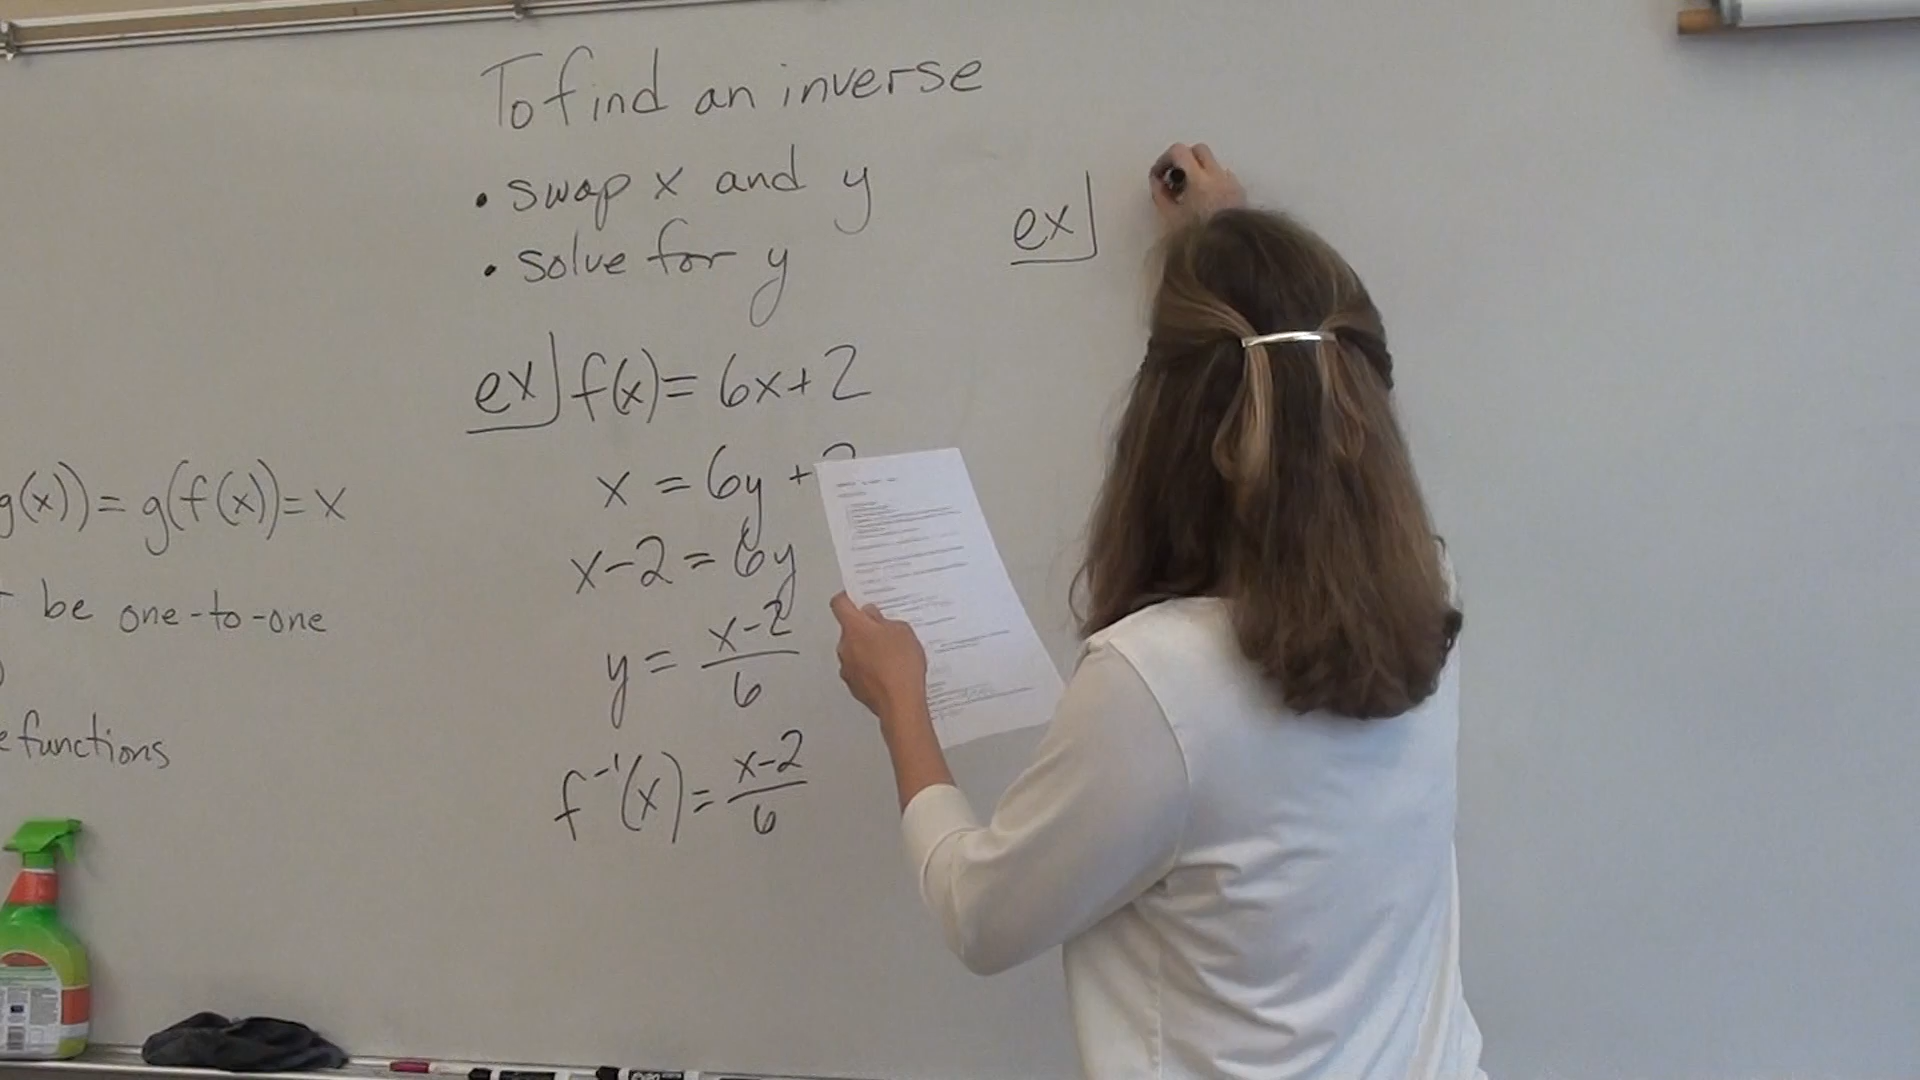 To find an inverse
• swap x and y
• solve for y
ex] f(x) = 6x+2
x = 6y +2
x-2 = 6y
y = x-2/6
f⁻¹(x) = x-2/6
g(x)) = g(f(x)) = x
be one-to-one
functions
ex]